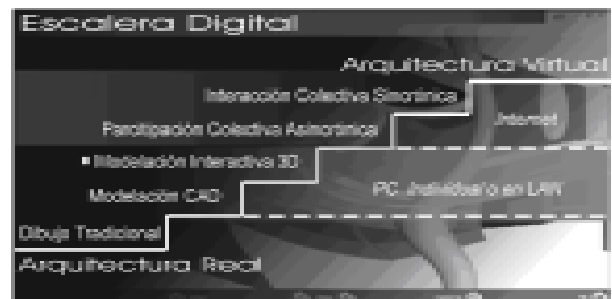 Escalera Digital
Arquitectura Virtual
Interacción Colectiva Sincrónica
Internet
Participación Colectiva Asincrónica
Modelación Interactiva 3D
Modelación CAD
PC individual o en LAN
Dibujo Tradicional
Arquitectura Real